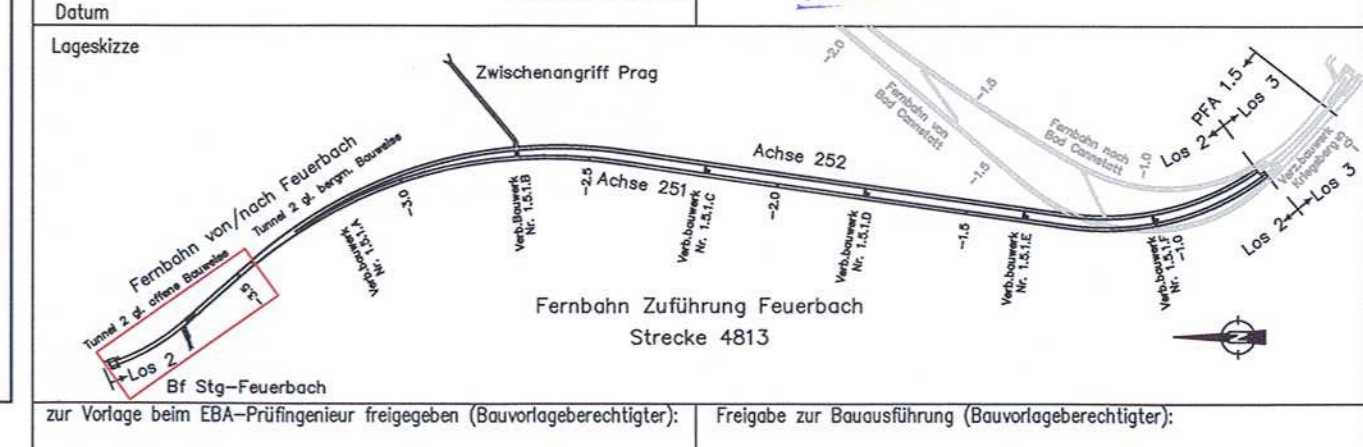 Datum
Lageskizze
Zwischenangriff Prag
-2.0
-1.5
Fernbahn von
Bad Cannstatt
Fernbahn nach
Bad Cannstatt
-1.0
-1.5
PFA 1.5
Los 2
Los 3
Verz.bauwerk
Los 2
Los 3
Achse 252
Achse 251
Fernbahn von/nach Feuerbach
Tunnel 2 gl. bergm. Bauweise
Tunnel 2 gl. offene Bauweise
-3.5
-3.0
-2.5
-2.0
-1.5
-1.0
Verb.bauwerk
Nr. 1.5.1.A
Verb.bauwerk
Nr. 1.5.1.B
Verb.bauwerk
Nr. 1.5.1.C
Verb.bauwerk
Nr. 1.5.1.D
Verb.bauwerk
Nr. 1.5.1.E
Verb.bauwerk
Nr. 1.5.1.F
Fernbahn Zuführung Feuerbach
Strecke 4813
N
Los 2
Bf Stg-Feuerbach
zur Vorlage beim EBA-Prüfingenieur freigegeben (Bauvorlageberechtigter):
Freigabe zur Bauausführung (Bauvorlageberechtigter):